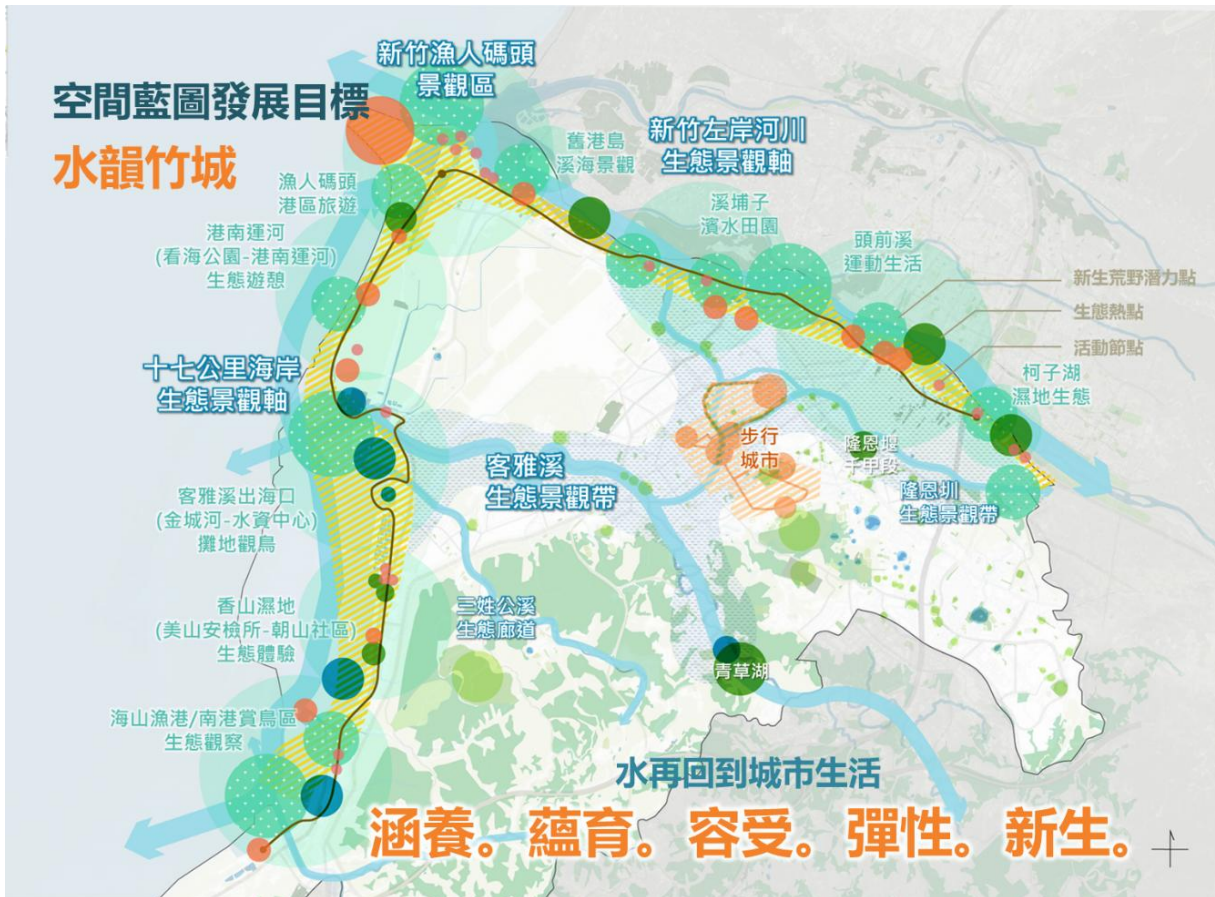 空間藍圖發展目標
水韻竹城
新竹漁人碼頭
景觀區
舊港島
溪海景觀
新竹左岸河川
生態景觀軸
漁人碼頭
港區旅遊
溪埔子
濱水田園
港南運河
(看海公園-港南運河)
生態遊憩
頭前溪
運動生活
新生荒野潛力點
生態熱點
活動節點
十七公里海岸
生態景觀軸
柯子湖
濕地生態
步行
城市
隆恩堰
千甲段
客雅溪
生態景觀帶
隆恩圳
生態景觀帶
客雅溪出海口
(金城河-水資中心)
攤地觀鳥
香山濕地
(美山安檢所-朝山社區)
生態體驗
三姓公溪
生態廊道
青草湖
海山漁港/南港賞鳥區
生態觀察
水再回到城市生活
涵養。蘊育。容受。彈性。新生。